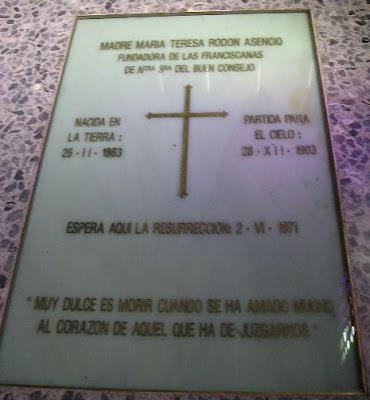 MADRE MARIA TERESA RODON ASENCIO
FUNDADORA DE LAS FRANCISCANAS
DE NTRA SRA DEL BUEN CONSEJO
NACIDA EN
LA TIERRA :
26 - II - 1863
PARTIDA PARA
EL CIELO :
28 - XII - 1903
ESPERA AQUI LA RESURRECCION: 2 - VI - 1971
" MUY DULCE ES MORIR CUANDO SE HA AMADO MUCHO
AL CORAZON DE AQUEL QUE HA DE JUZGARNOS "